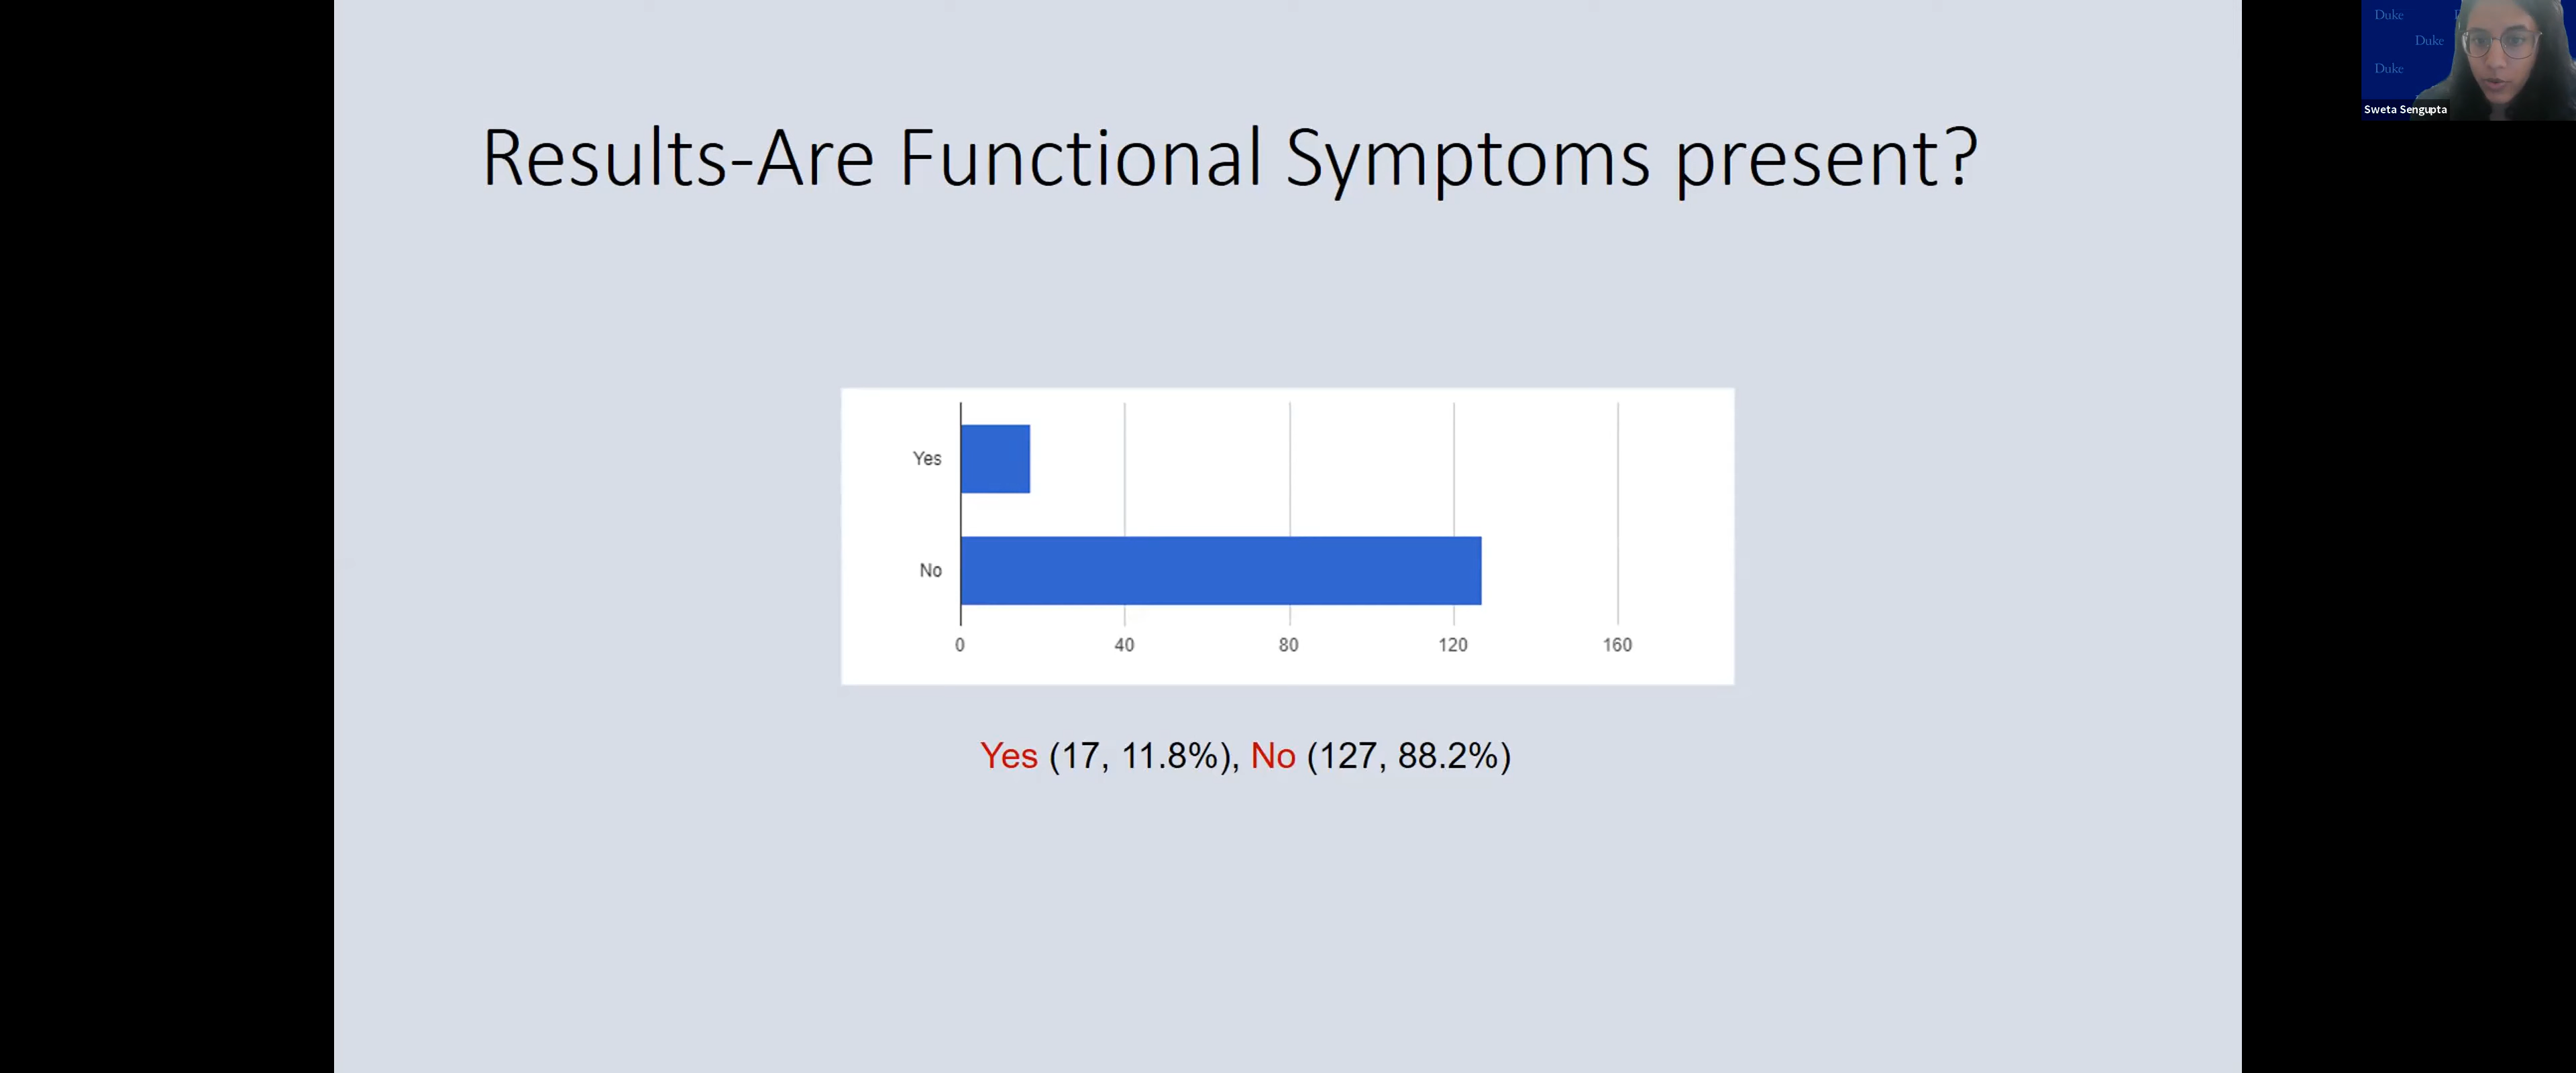 Results-Are Functional Symptoms present?
Duke
Duke
Duke
Sweta Sengupta
Yes
No
0 40 80 120 160
Yes (17, 11.8%), No (127, 88.2%)